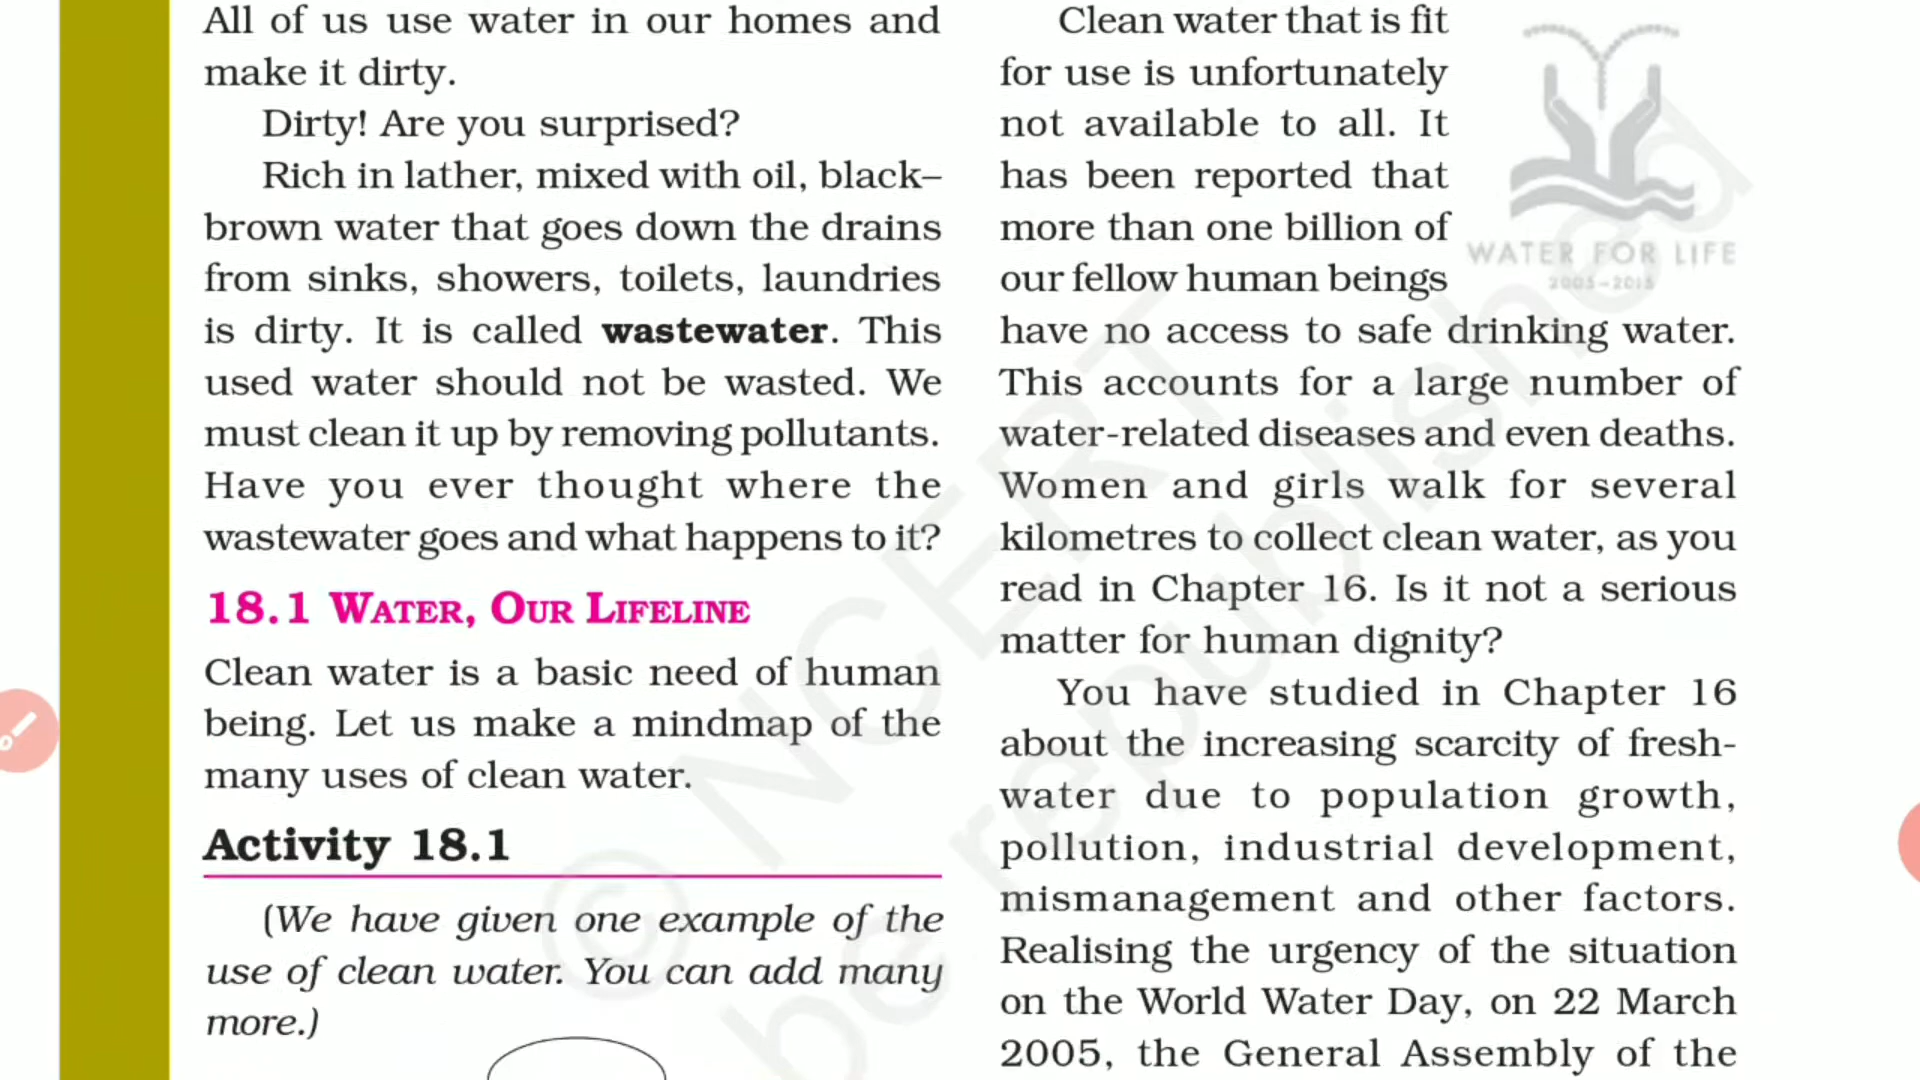 All of us use water in our homes and
make it dirty.
Dirty! Are you surprised?
Rich in lather, mixed with oil, black–
brown water that goes down the drains
from sinks, showers, toilets, laundries
is dirty. It is called wastewater. This
used water should not be wasted. We
must clean it up by removing pollutants.
Have you ever thought where the
wastewater goes and what happens to it?
18.1 WATER, OUR LIFELINE
Clean water is a basic need of human
being. Let us make a mindmap of the
many uses of clean water.
Activity 18.1
(We have given one example of the
use of clean water. You can add many
more.)
Clean water that is fit
for use is unfortunately
not available to all. It
has been reported that
more than one billion of
our fellow human beings
have no access to safe drinking water.
This accounts for a large number of
water-related diseases and even deaths.
Women and girls walk for several
kilometres to collect clean water, as you
read in Chapter 16. Is it not a serious
matter for human dignity?
You have studied in Chapter 16
about the increasing scarcity of fresh-
water due to population growth,
pollution, industrial development,
mismanagement and other factors.
Realising the urgency of the situation
on the World Water Day, on 22 March
2005, the General Assembly of the
WATER FOR LIFE
2005–2015
© NCERT
be republished